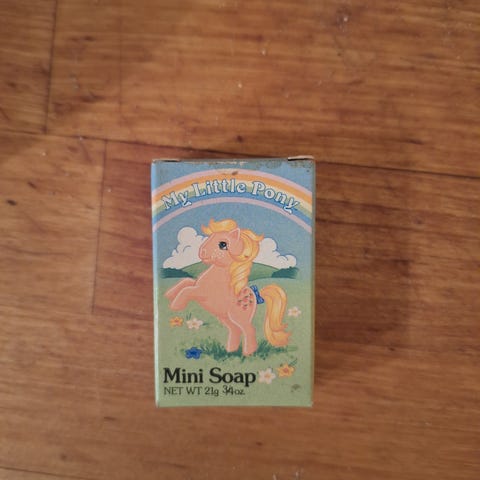 My Little Pony
Mini Soap
NET WT 21g 3/4oz.